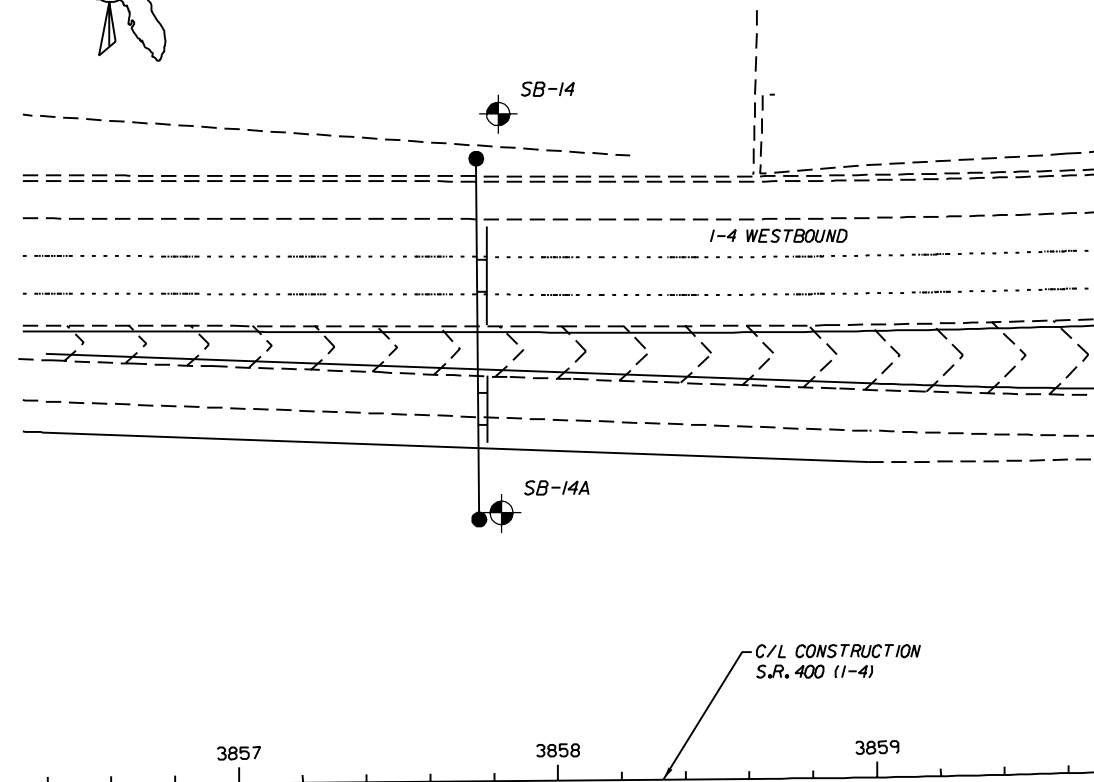 SB-14
I-4 WESTBOUND
SB-14A
C/L CONSTRUCTION
S.R. 400 (I-4)
3857
3858
3859